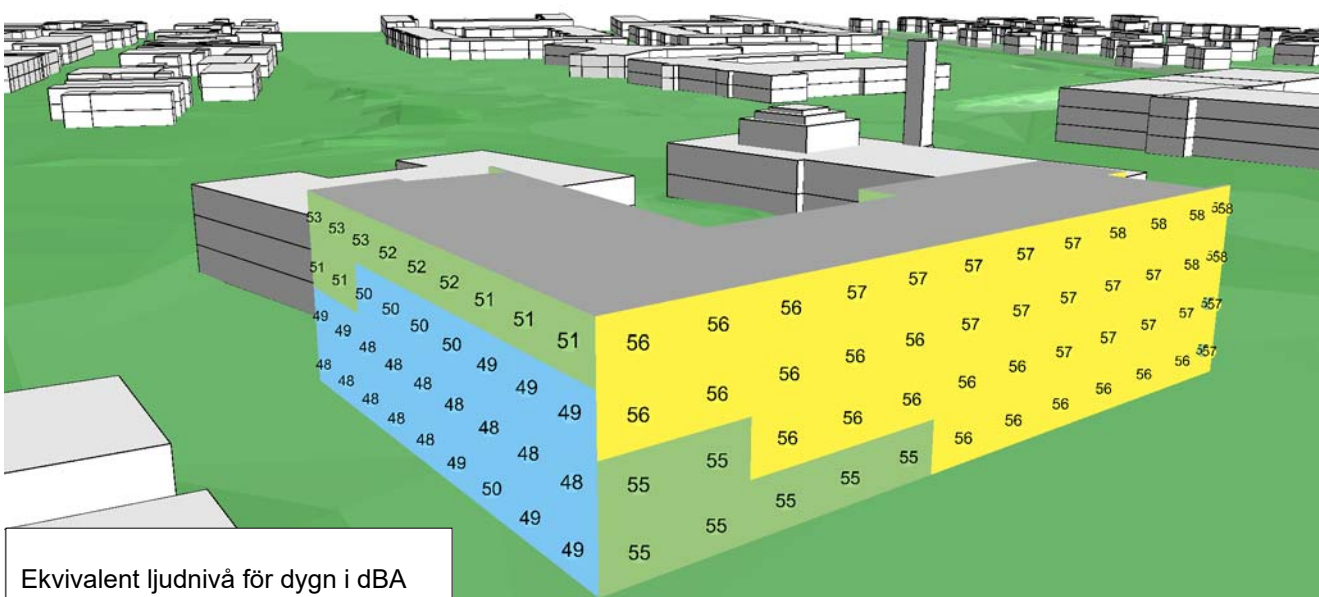 53 53 53 52 52 52 51 51 51
51 51 50 50 50 50 49 49 49
49 49 48 48 48 48 48 48 48
48 48 48 48 48 49 50 49 49
56 56 56 57 57 57 57 57 58 58 58 58
56 56 56 56 56 57 57 57 57 57 58 58
55 55 56 56 56 56 56 57 57 57 57 57
55 55 55 55 55 56 56 56 56 56 56 57
Ekvivalent ljudnivå för dygn i dBA